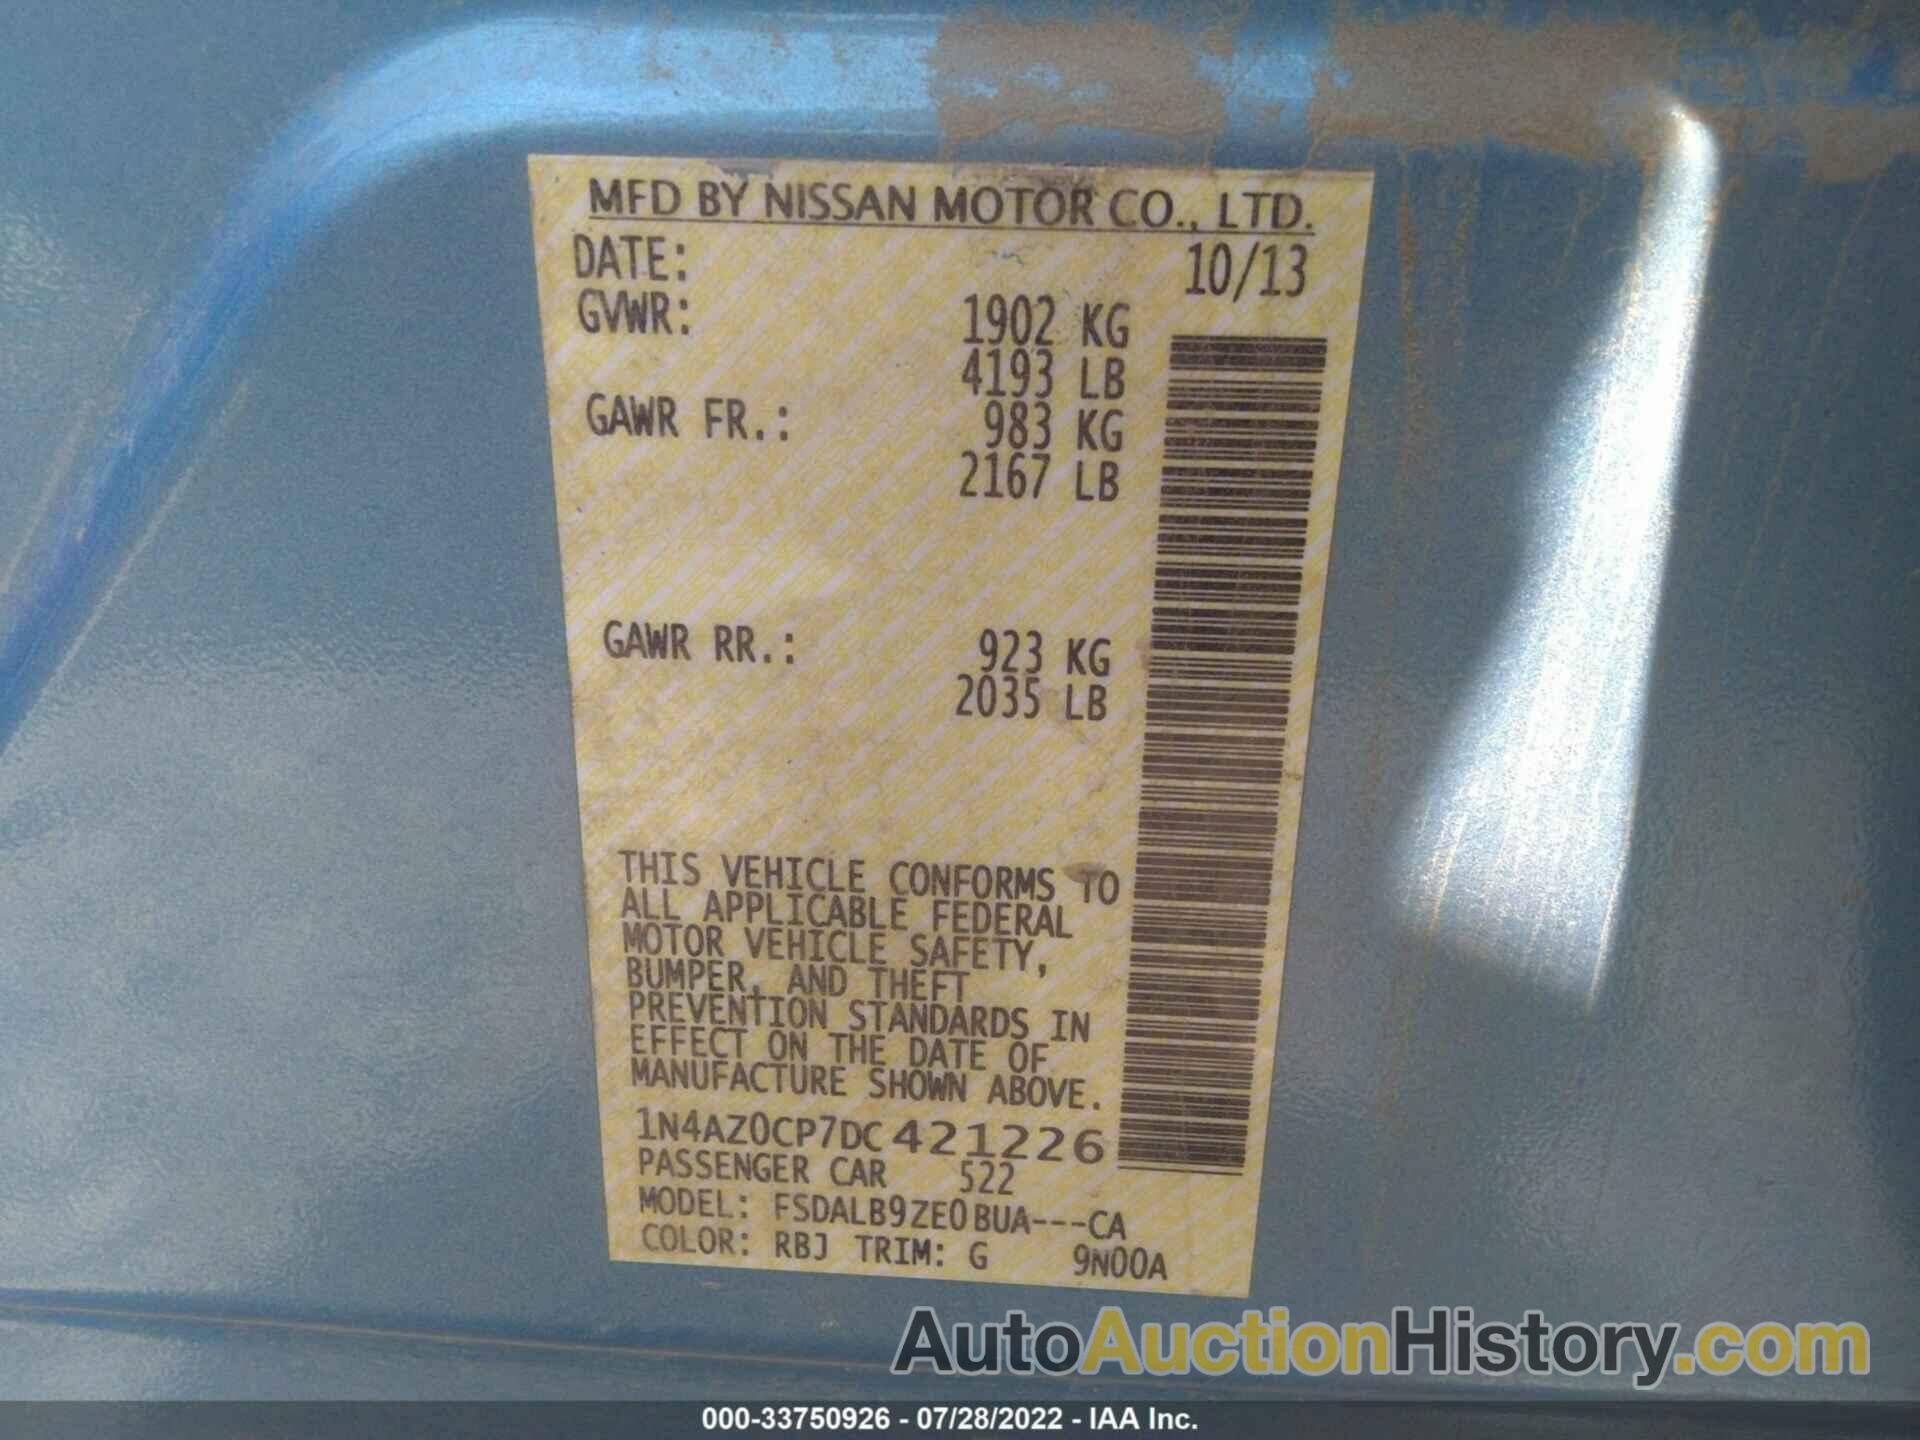 MFD BY NISSAN MOTOR CO., LTD.
DATE: 10/13
GVWR: 1902 KG
4193 LB
GAWR FR.: 983 KG
2167 LB
GAWR RR.: 923 KG
2035 LB
THIS VEHICLE CONFORMS TO
ALL APPLICABLE FEDERAL
MOTOR VEHICLE SAFETY,
BUMPER, AND THEFT
PREVENTION STANDARDS IN
EFFECT ON THE DATE OF
MANUFACTURE SHOWN ABOVE.
1N4AZ0CP7DC421226
PASSENGER CAR 522
MODEL: FSDALB9ZE0BUA---CA
COLOR: RBJ TRIM: G 9N00A
AutoAuctionHistory.com
000-33750926 - 07/28/2022 - IAA Inc.